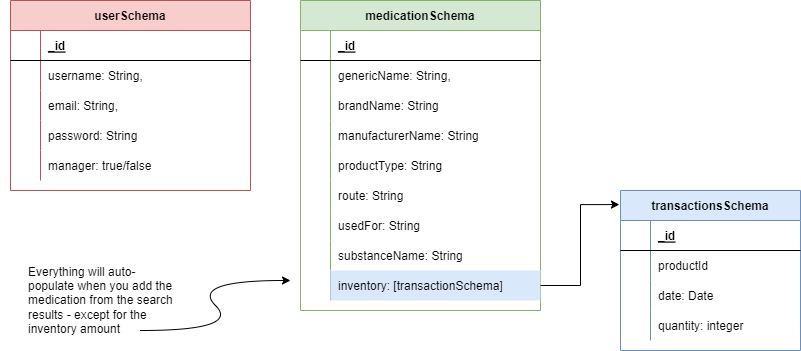 userSchema
_id
username: String,
email: String,
password: String
manager: true/false
medicationSchema
_id
genericName: String,
brandName: String
manufacturerName: String
productType: String
route: String
usedFor: String
substanceName: String
inventory: [transactionSchema]
transactionsSchema
_id
productId
date: Date
quantity: integer
Everything will auto-
populate when you add the
medication from the search
results - except for the
inventory amount